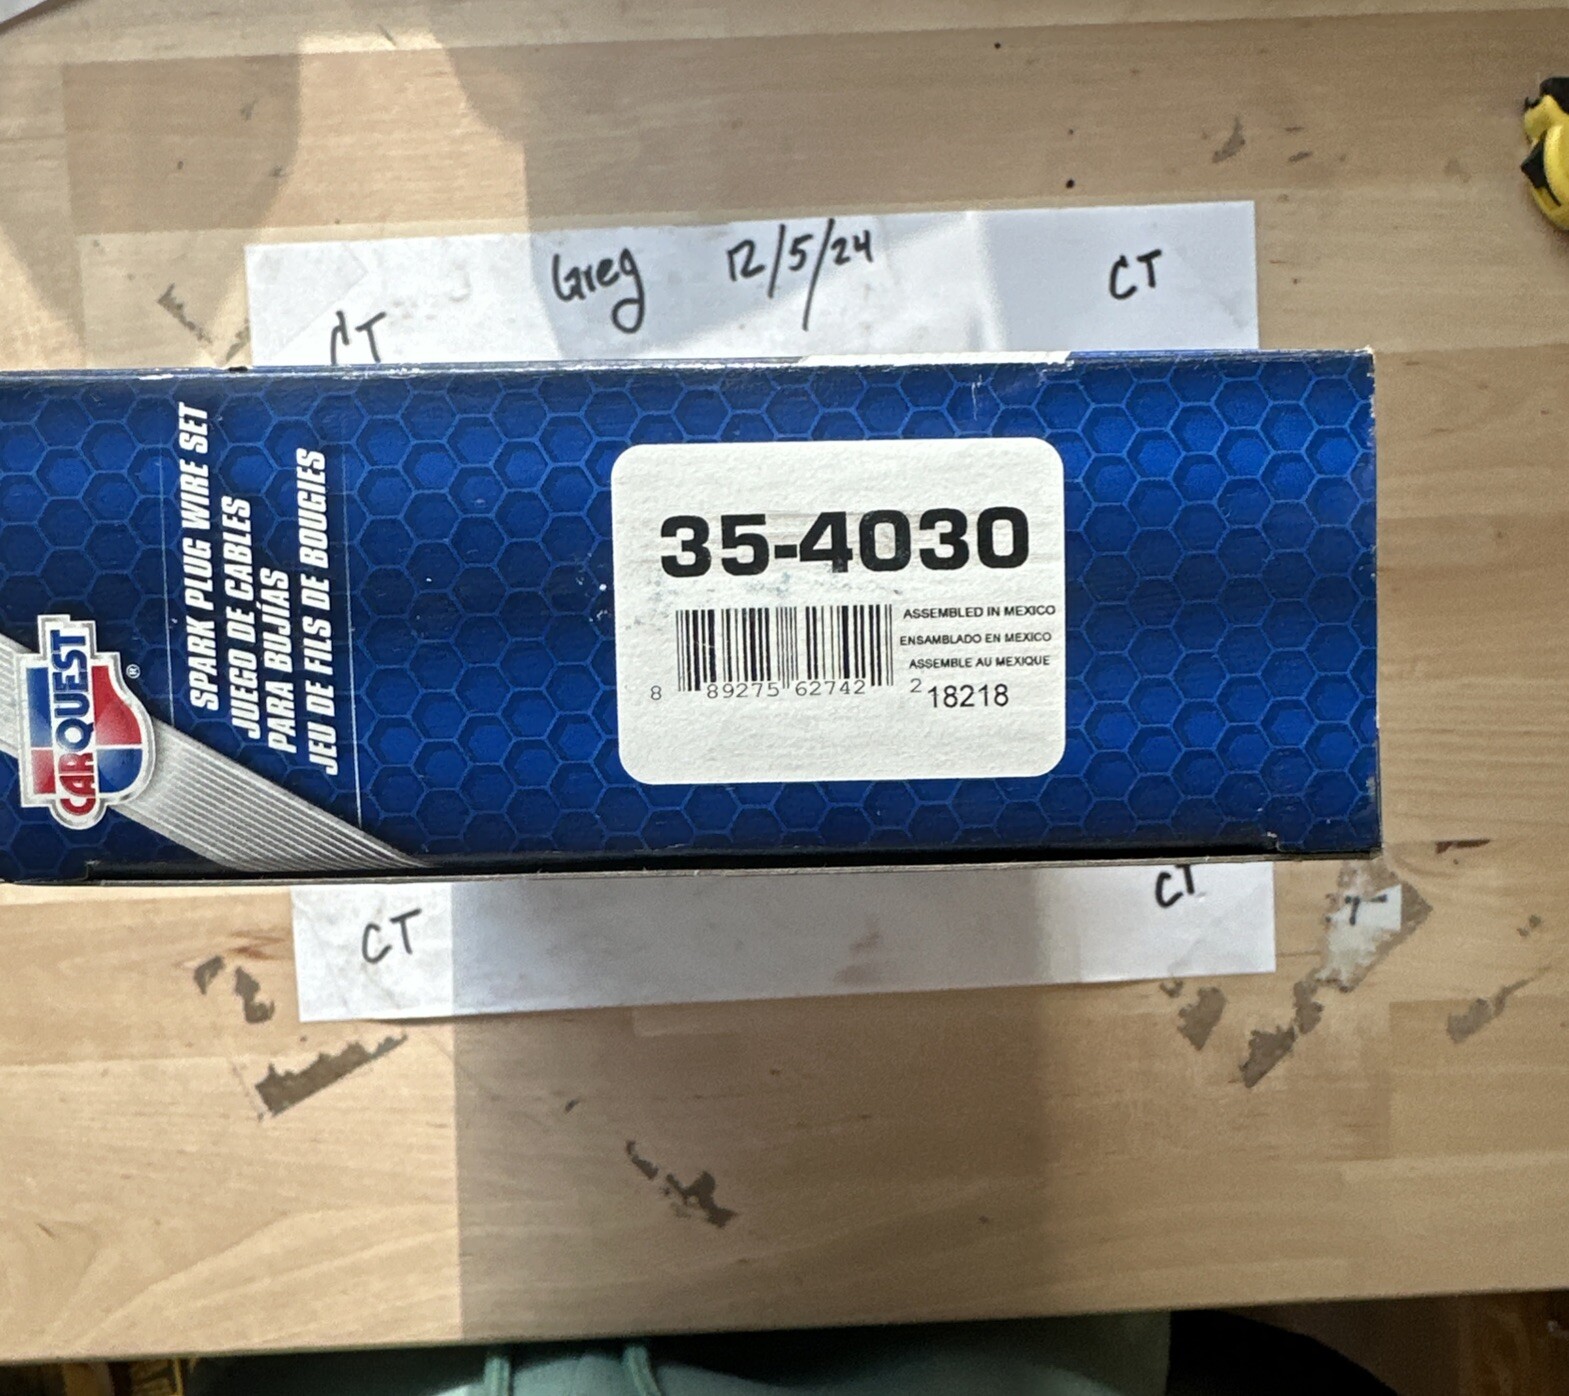 Greg 12/5/24 CT
CT
CARQUEST ®
SPARK PLUG WIRE SET
JUEGO DE CABLES
PARA BUJÍAS
JEU DE FILS DE BOUGIES
35-4030
ASSEMBLED IN MEXICO
ENSAMBLADO EN MEXICO
ASSEMBLE AU MEXIQUE
8 89275 62742 2
18218
CT
CT